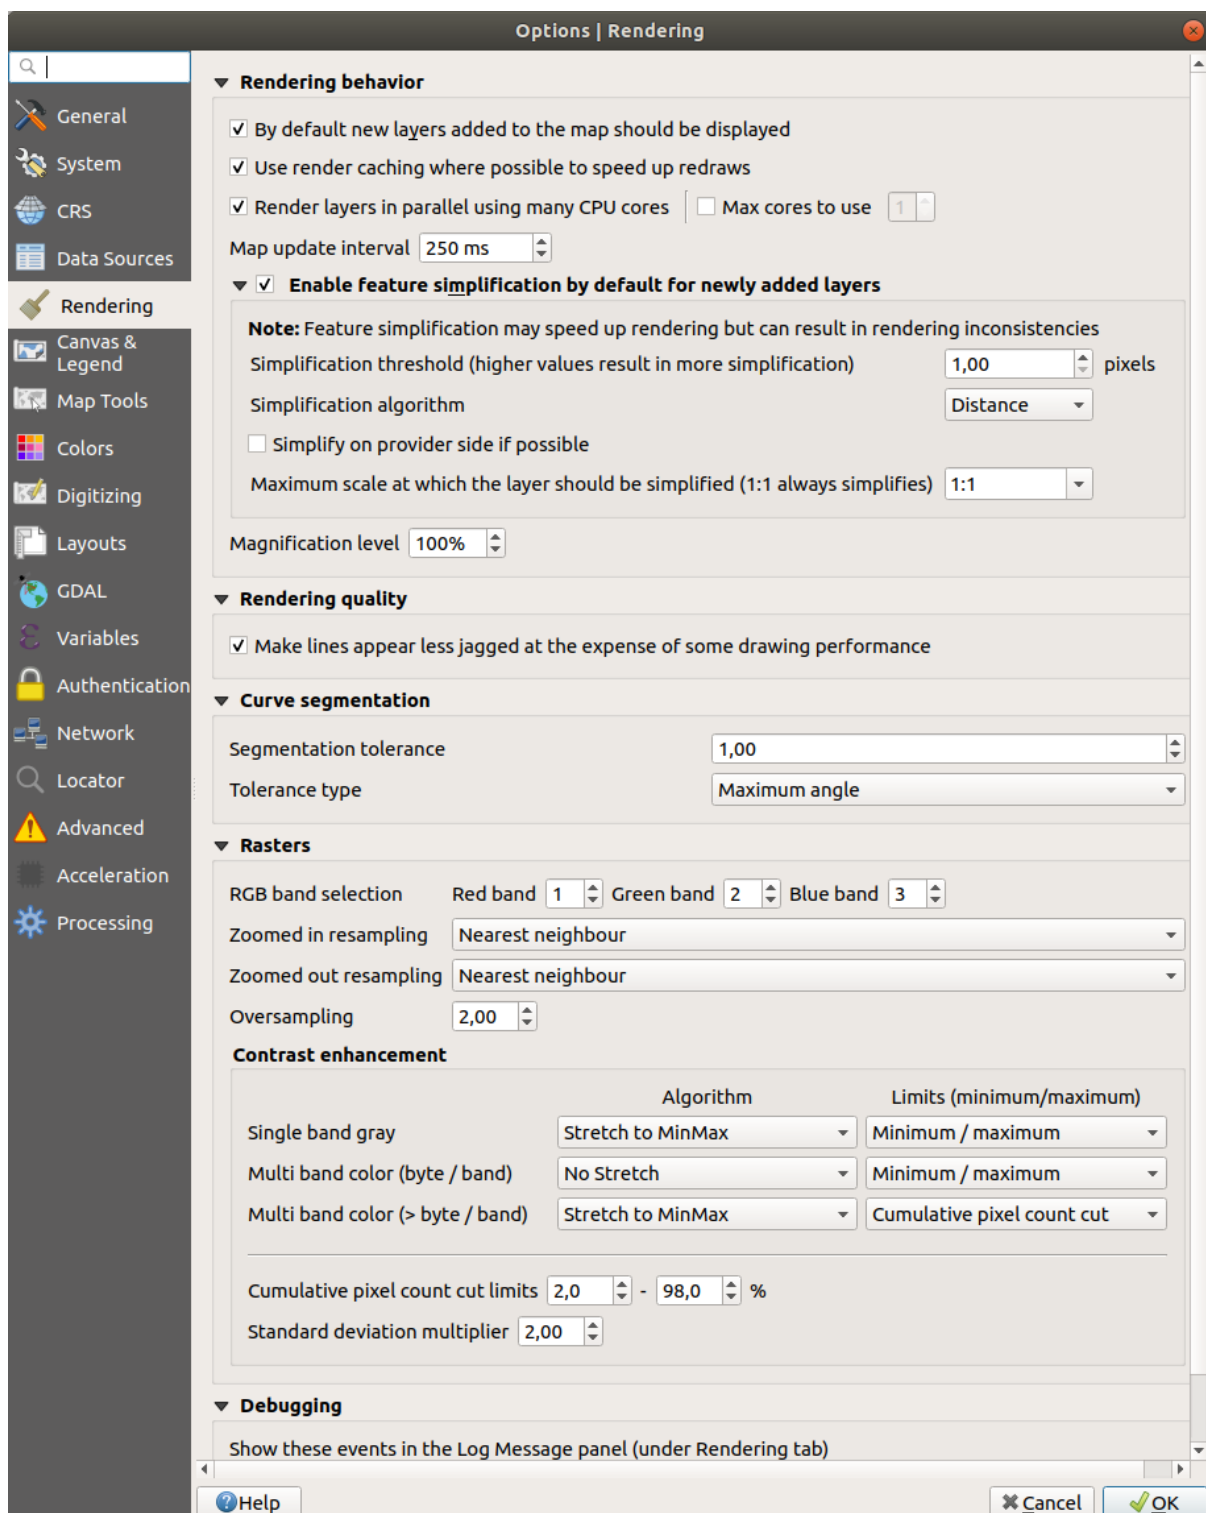 Options | Rendering
General
System
CRS
Data Sources
Rendering
Canvas &
Legend
Map Tools
Colors
Digitizing
Layouts
GDAL
Variables
Authentication
Network
Locator
Advanced
Acceleration
Processing
Rendering behavior
By default new layers added to the map should be displayed
Use render caching where possible to speed up redraws
Render layers in parallel using many CPU cores Max cores to use 1
Map update interval 250 ms
Enable feature simplification by default for newly added layers
Note: Feature simplification may speed up rendering but can result in rendering inconsistencies
Simplification threshold (higher values result in more simplification) 1,00 pixels
Simplification algorithm Distance
Simplify on provider side if possible
Maximum scale at which the layer should be simplified (1:1 always simplifies) 1:1
Magnification level 100%
Rendering quality
Make lines appear less jagged at the expense of some drawing performance
Curve segmentation
Segmentation tolerance 1,00
Tolerance type Maximum angle
Rasters
RGB band selection Red band 1 Green band 2 Blue band 3
Zoomed in resampling Nearest neighbour
Zoomed out resampling Nearest neighbour
Oversampling 2,00
Contrast enhancement
Algorithm Limits (minimum/maximum)
Single band gray Stretch to MinMax Minimum / maximum
Multi band color (byte / band) No Stretch Minimum / maximum
Multi band color (> byte / band) Stretch to MinMax Cumulative pixel count cut
Cumulative pixel count cut limits 2,0 - 98,0 %
Standard deviation multiplier 2,00
Debugging
Show these events in the Log Message panel (under Rendering tab)
Help Cancel OK